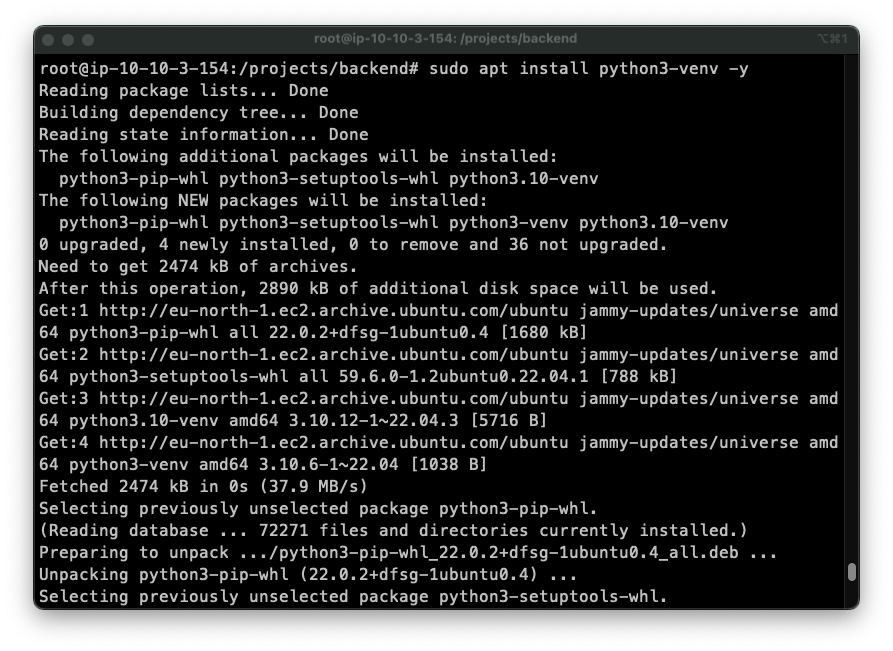 root@ip-10-10-3-154: /projects/backend
⌥⌘1
root@ip-10-10-3-154:/projects/backend# sudo apt install python3-venv -y
Reading package lists... Done
Building dependency tree... Done
Reading state information... Done
The following additional packages will be installed:
  python3-pip-whl python3-setuptools-whl python3.10-venv
The following NEW packages will be installed:
  python3-pip-whl python3-setuptools-whl python3-venv python3.10-venv
0 upgraded, 4 newly installed, 0 to remove and 36 not upgraded.
Need to get 2474 kB of archives.
After this operation, 2890 kB of additional disk space will be used.
Get:1 http://eu-north-1.ec2.archive.ubuntu.com/ubuntu jammy-updates/universe amd
64 python3-pip-whl all 22.0.2+dfsg-1ubuntu0.4 [1680 kB]
Get:2 http://eu-north-1.ec2.archive.ubuntu.com/ubuntu jammy-updates/universe amd
64 python3-setuptools-whl all 59.6.0-1.2ubuntu0.22.04.1 [788 kB]
Get:3 http://eu-north-1.ec2.archive.ubuntu.com/ubuntu jammy-updates/universe amd
64 python3.10-venv amd64 3.10.12-1~22.04.3 [5716 B]
Get:4 http://eu-north-1.ec2.archive.ubuntu.com/ubuntu jammy-updates/universe amd
64 python3-venv amd64 3.10.6-1~22.04 [1038 B]
Fetched 2474 kB in 0s (37.9 MB/s)
Selecting previously unselected package python3-pip-whl.
(Reading database ... 72271 files and directories currently installed.)
Preparing to unpack .../python3-pip-whl_22.0.2+dfsg-1ubuntu0.4_all.deb ...
Unpacking python3-pip-whl (22.0.2+dfsg-1ubuntu0.4) ...
Selecting previously unselected package python3-setuptools-whl.